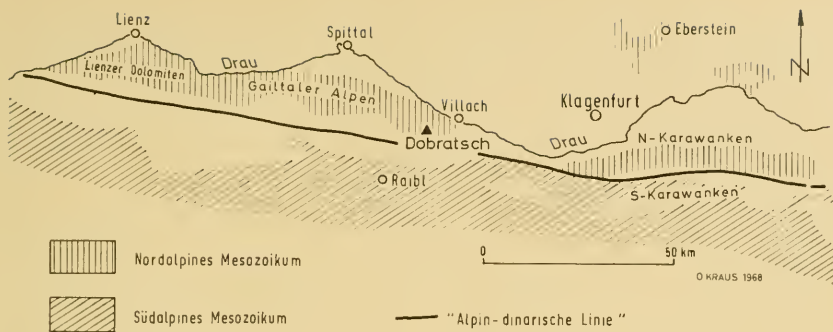 Lienz
Spittal
Eberstein
Drau
Lienzer Dolomiten
Gailtaler Alpen
N
Villach
Klagenfurt
Drau
Dobratsch
N-Karawanken
Raibl
S-Karawanken
Nordalpines Mesozoikum
0 50 km
O KRAUS 1968
Südalpines Mesozoikum
"Alpin-dinarische Linie"